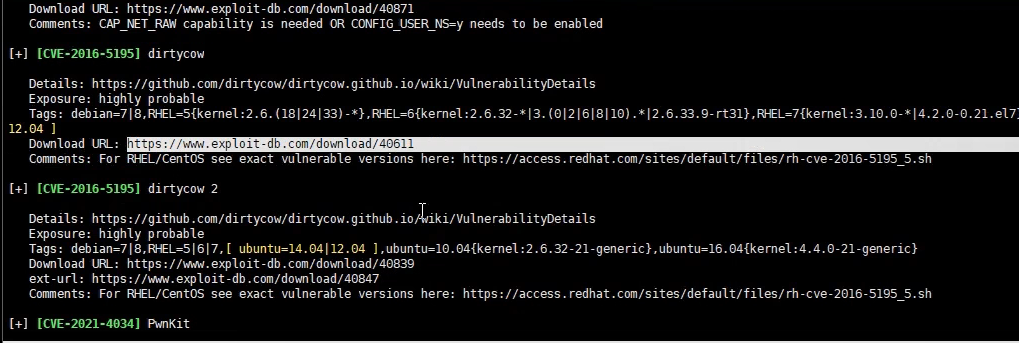 Download URL: https://www.exploit-db.com/download/40871
Comments: CAP_NET_RAW capability is needed OR CONFIG_USER_NS=y needs to be enabled
[+] [CVE-2016-5195] dirtycow
Details: https://github.com/dirtycow/dirtycow.github.io/wiki/VulnerabilityDetails
Exposure: highly probable
Tags: debian=7|8,RHEL=5{kernel:2.6.(18|24|33)-*},RHEL=6{kernel:2.6.32-*|3.(0|2|6|8|10).*|2.6.33.9-rt31},RHEL=7{kernel:3.10.0-*|4.2.0-0.21.el7
12.04 ]
Download URL: https://www.exploit-db.com/download/40611
Comments: For RHEL/CentOS see exact vulnerable versions here: https://access.redhat.com/sites/default/files/rh-cve-2016-5195_5.sh
[+] [CVE-2016-5195] dirtycow 2
Details: https://github.com/dirtycow/dirtycow.github.io/wiki/VulnerabilityDetails
Exposure: highly probable
Tags: debian=7|8,RHEL=5|6|7,[ ubuntu=14.04|12.04 ],ubuntu=10.04{kernel:2.6.32-21-generic},ubuntu=16.04{kernel:4.4.0-21-generic}
Download URL: https://www.exploit-db.com/download/40839
ext-url: https://www.exploit-db.com/download/40847
Comments: For RHEL/CentOS see exact vulnerable versions here: https://access.redhat.com/sites/default/files/rh-cve-2016-5195_5.sh
[+] [CVE-2021-4034] PwnKit